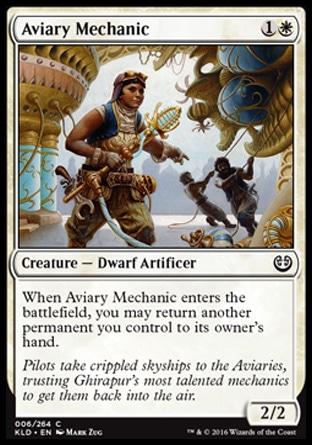 Aviary Mechanic 1
Creature — Dwarf Artificer
When Aviary Mechanic enters the
battlefield, you may return another
permanent you control to its owner's
hand.
Pilots take crippled skyships to the Aviaries,
trusting Ghirapur's most talented mechanics
to get them back into the air.
2/2
006/264 C
KLD • EN Mark Zug
™ & © 2016 Wizards of the Coast